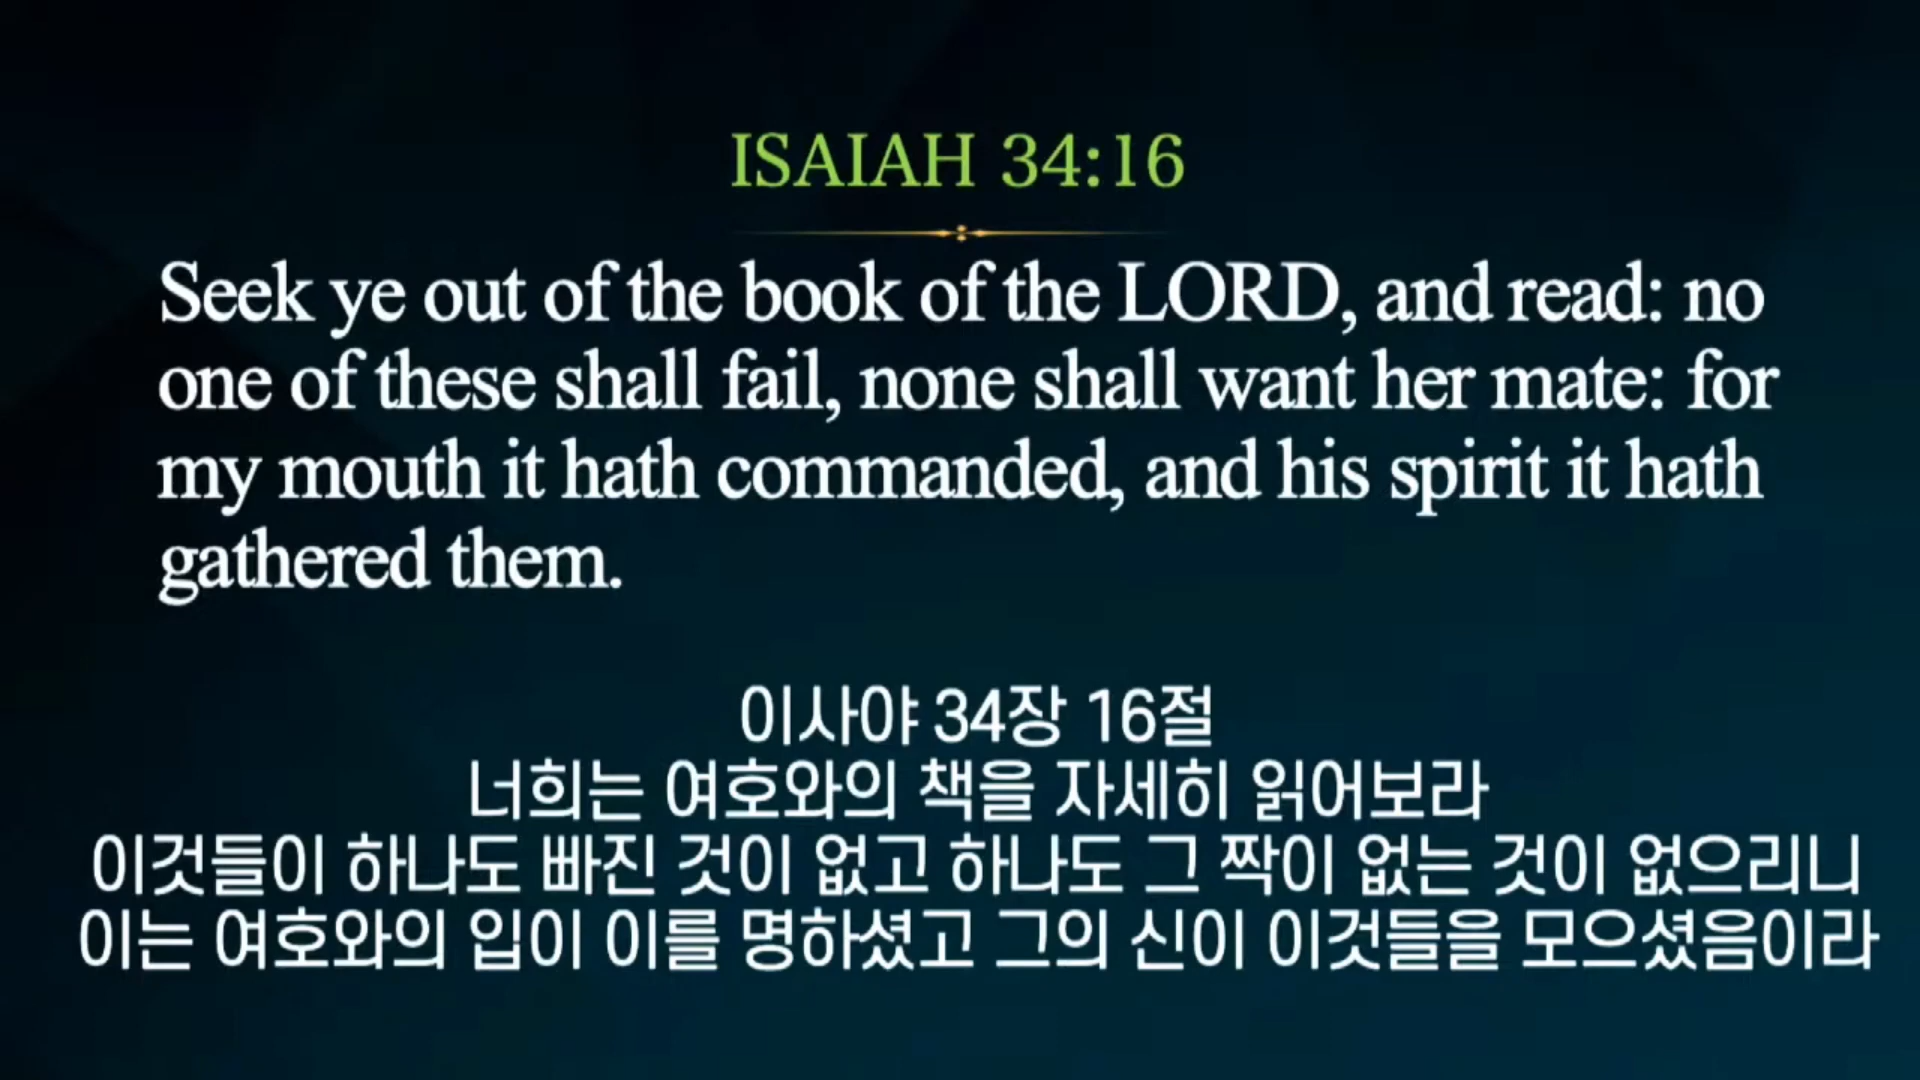 ISAIAH 34:16
Seek ye out of the book of the LORD, and read: no
one of these shall fail, none shall want her mate: for
my mouth it hath commanded, and his spirit it hath
gathered them.
이사야 34장 16절
너희는 여호와의 책을 자세히 읽어보라
이것들이 하나도 빠진 것이 없고 하나도 그 짝이 없는 것이 없으리니
이는 여호와의 입이 이를 명하셨고 그의 신이 이것들을 모으셨음이라